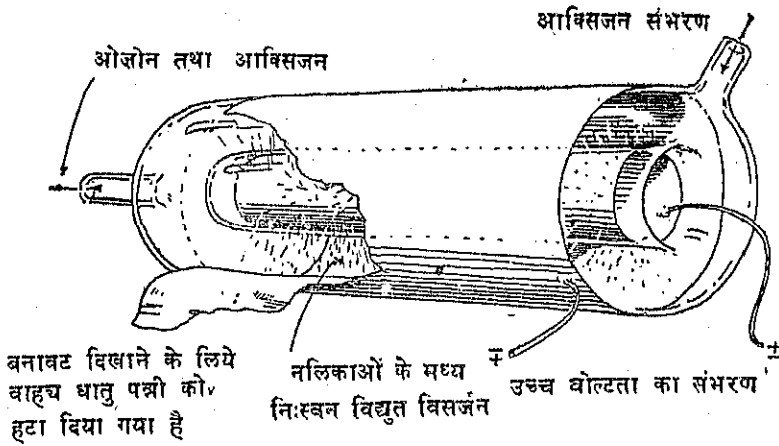 आक्सिजन संभरण
ओज़ोन तथा आक्सिजन
बनावट दिखाने के लिये
वाह्य धातु पन्नी को
हटा दिया गया है
नलिकाओं के मध्य
निःस्वन विद्युत विसर्जन
∓
±
उच्च वोल्टता का संभरण